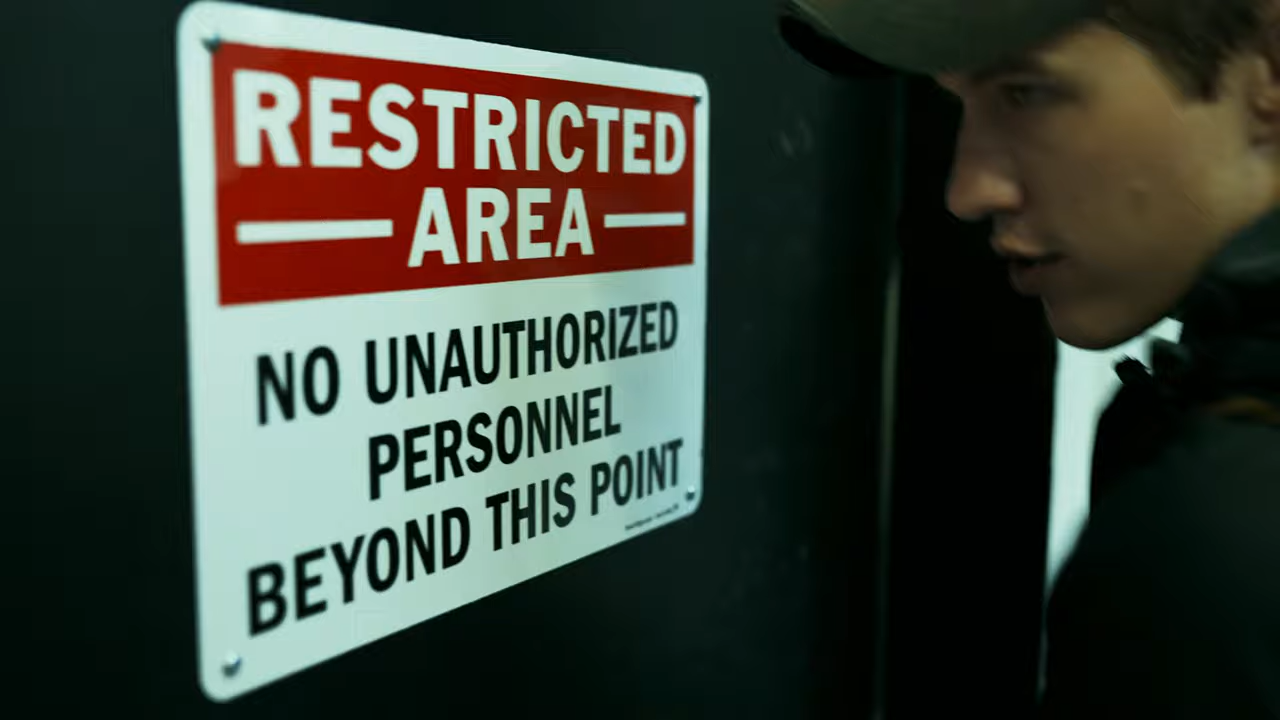 RESTRICTED
AREA
NO UNAUTHORIZED
PERSONNEL
BEYOND THIS POINT